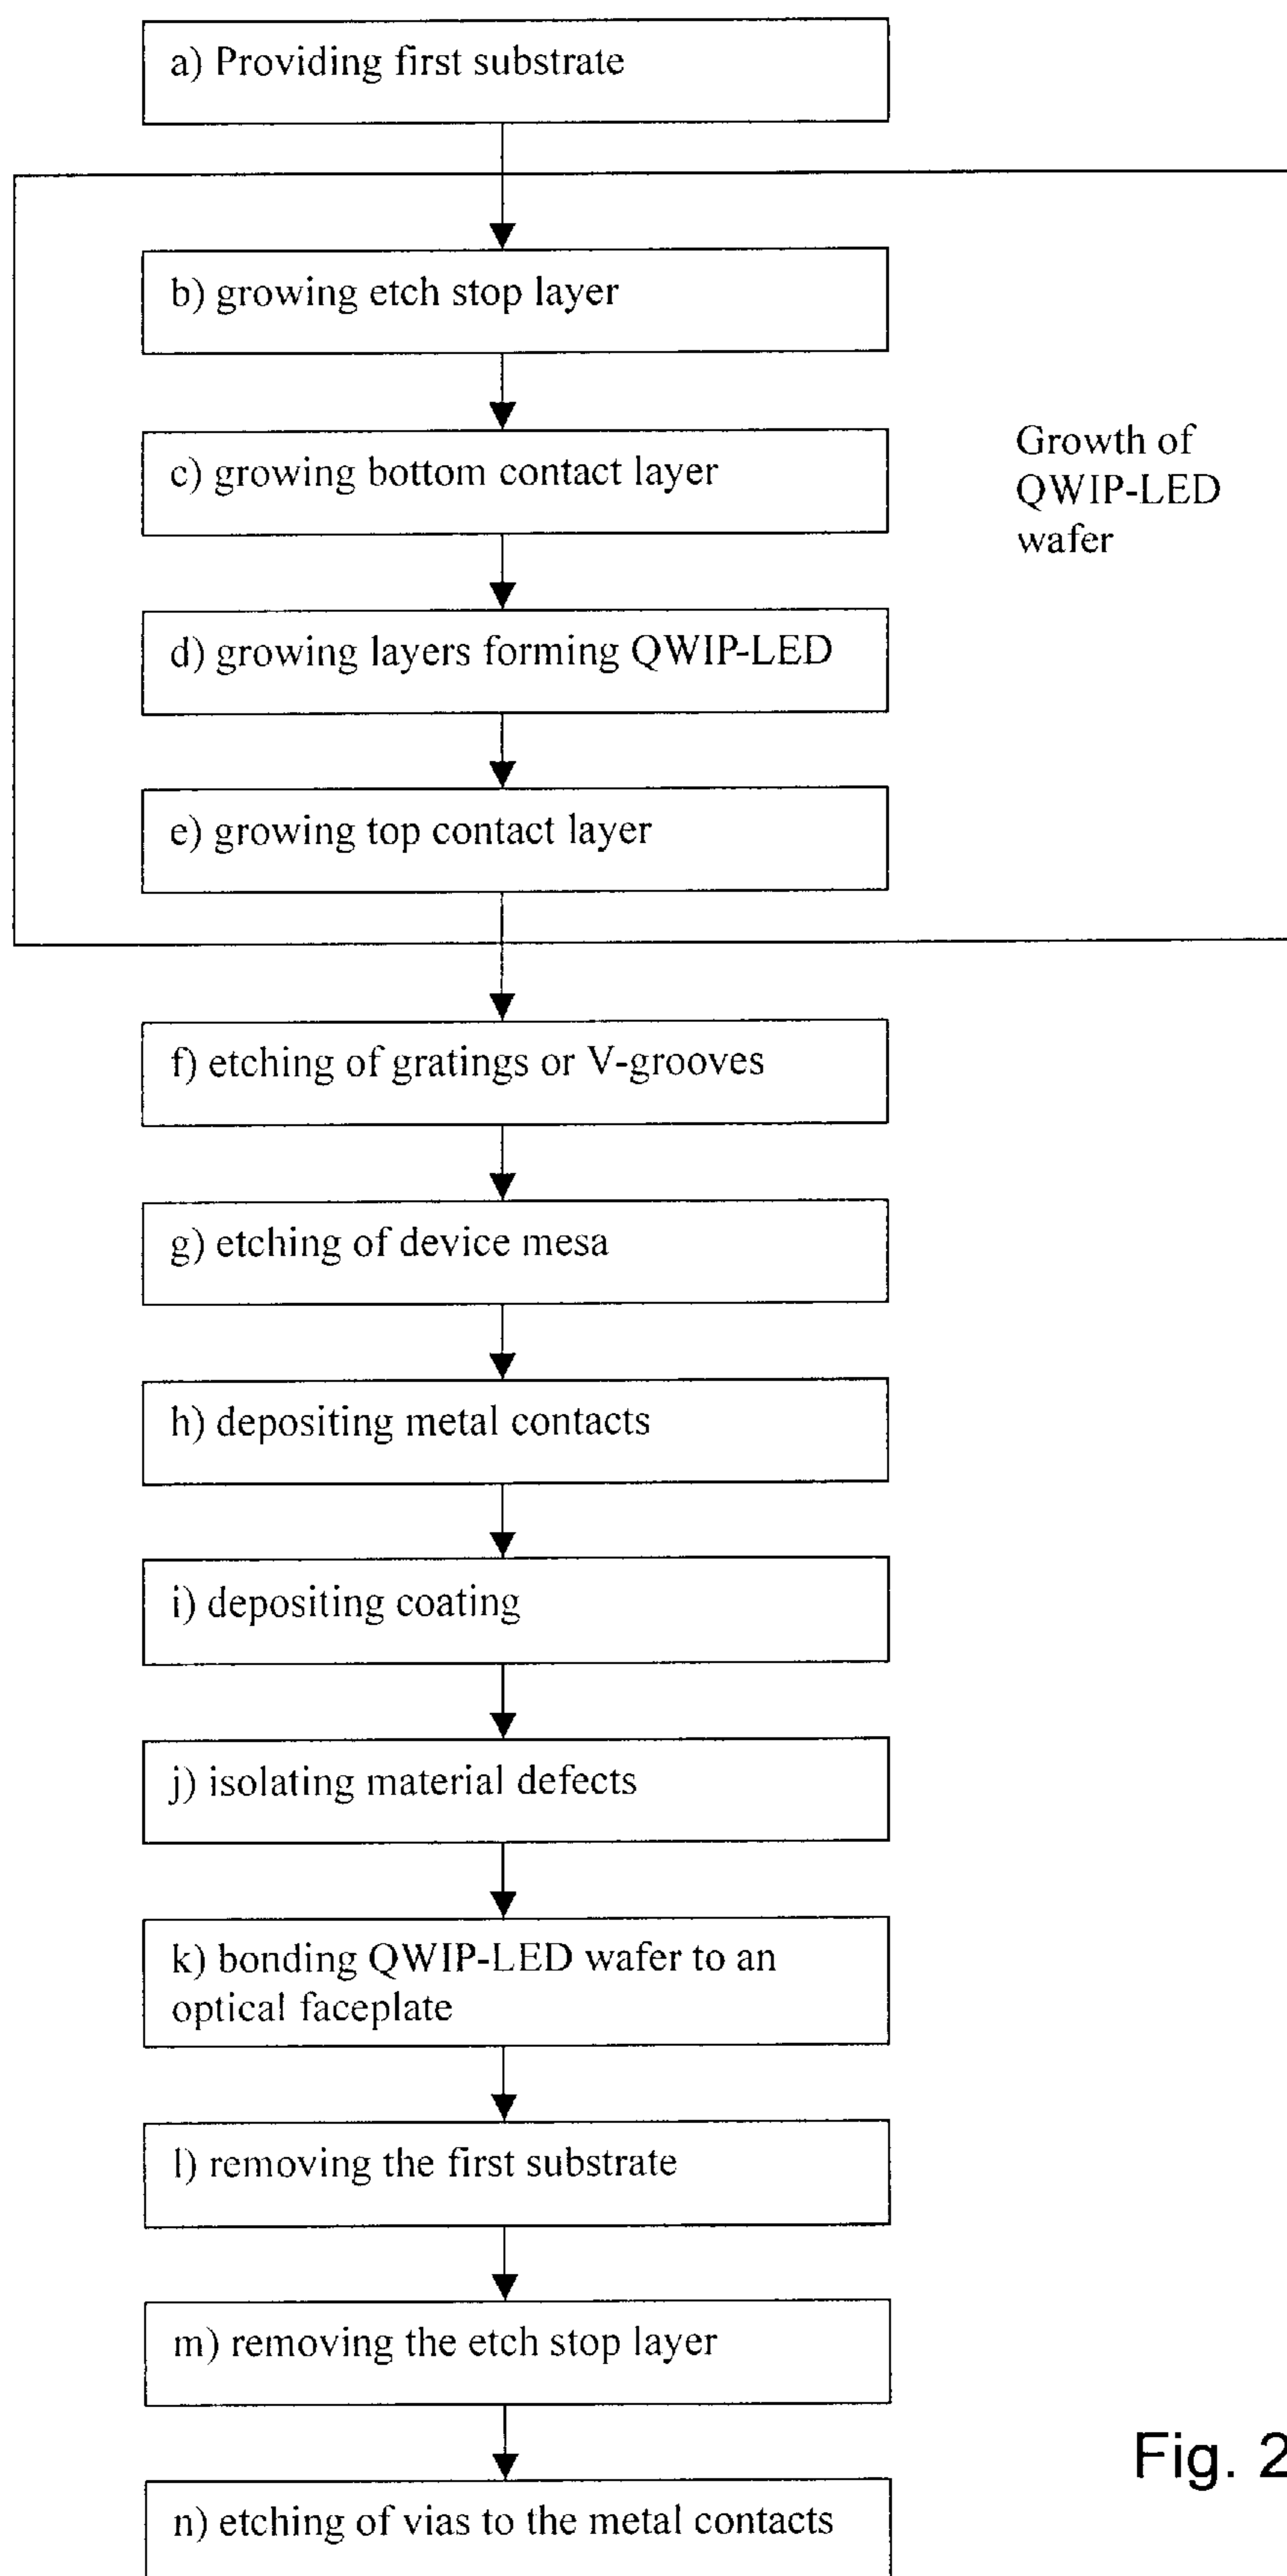 a) Providing first substrate
b) growing etch stop layer
c) growing bottom contact layer
Growth of
QWIP-LED
wafer
d) growing layers forming QWIP-LED
e) growing top contact layer
f) etching of gratings or V-grooves
g) etching of device mesa
h) depositing metal contacts
i) depositing coating
j) isolating material defects
k) bonding QWIP-LED wafer to an
optical faceplate
l) removing the first substrate
m) removing the etch stop layer
n) etching of vias to the metal contacts
Fig. 2